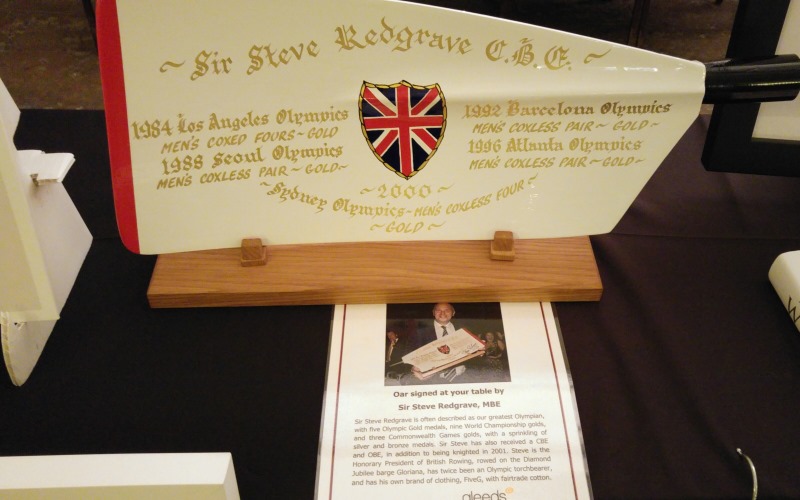 ~ Sir Steve Redgrave C.B.E. ~
1984 Los Angeles Olympics
MEN'S COXED FOURS ~ GOLD
1988 Seoul Olympics
MEN'S COXLESS PAIR ~ GOLD ~
1992 Barcelona Olympics
MEN'S COXLESS PAIR ~ GOLD ~
1996 Atlanta Olympics
MEN'S COXLESS PAIR ~ GOLD ~
~ 2000 ~
~ Sydney Olympics - MEN'S COXLESS FOUR ~
~ GOLD ~
Oar signed at your table by
Sir Steve Redgrave, MBE
Sir Steve Redgrave is often described as our greatest Olympian,
with five Olympic Gold medals, nine World Championship golds,
and three Commonwealth Games golds, with a sprinkling of
silver and bronze medals. Sir Steve has also received a CBE
and OBE, in addition to being knighted in 2001. Steve is the
Honorary President of British Rowing, rowed on the Diamond
Jubilee barge Gloriana, has twice been an Olympic torchbearer,
and has his own brand of clothing, FiveG, with fairtrade cotton.
gleeds
W